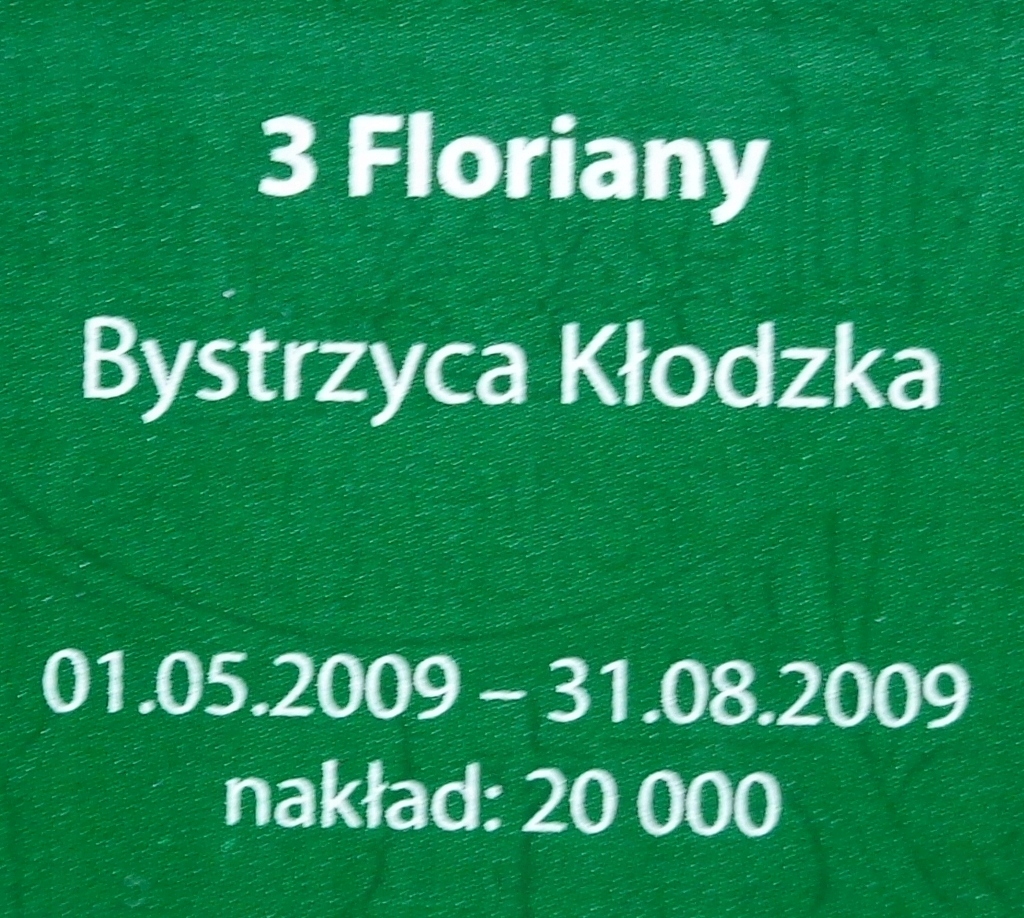 3 Floriany
Bystrzyca Kłodzka
01.05.2009 – 31.08.2009
nakład: 20 000